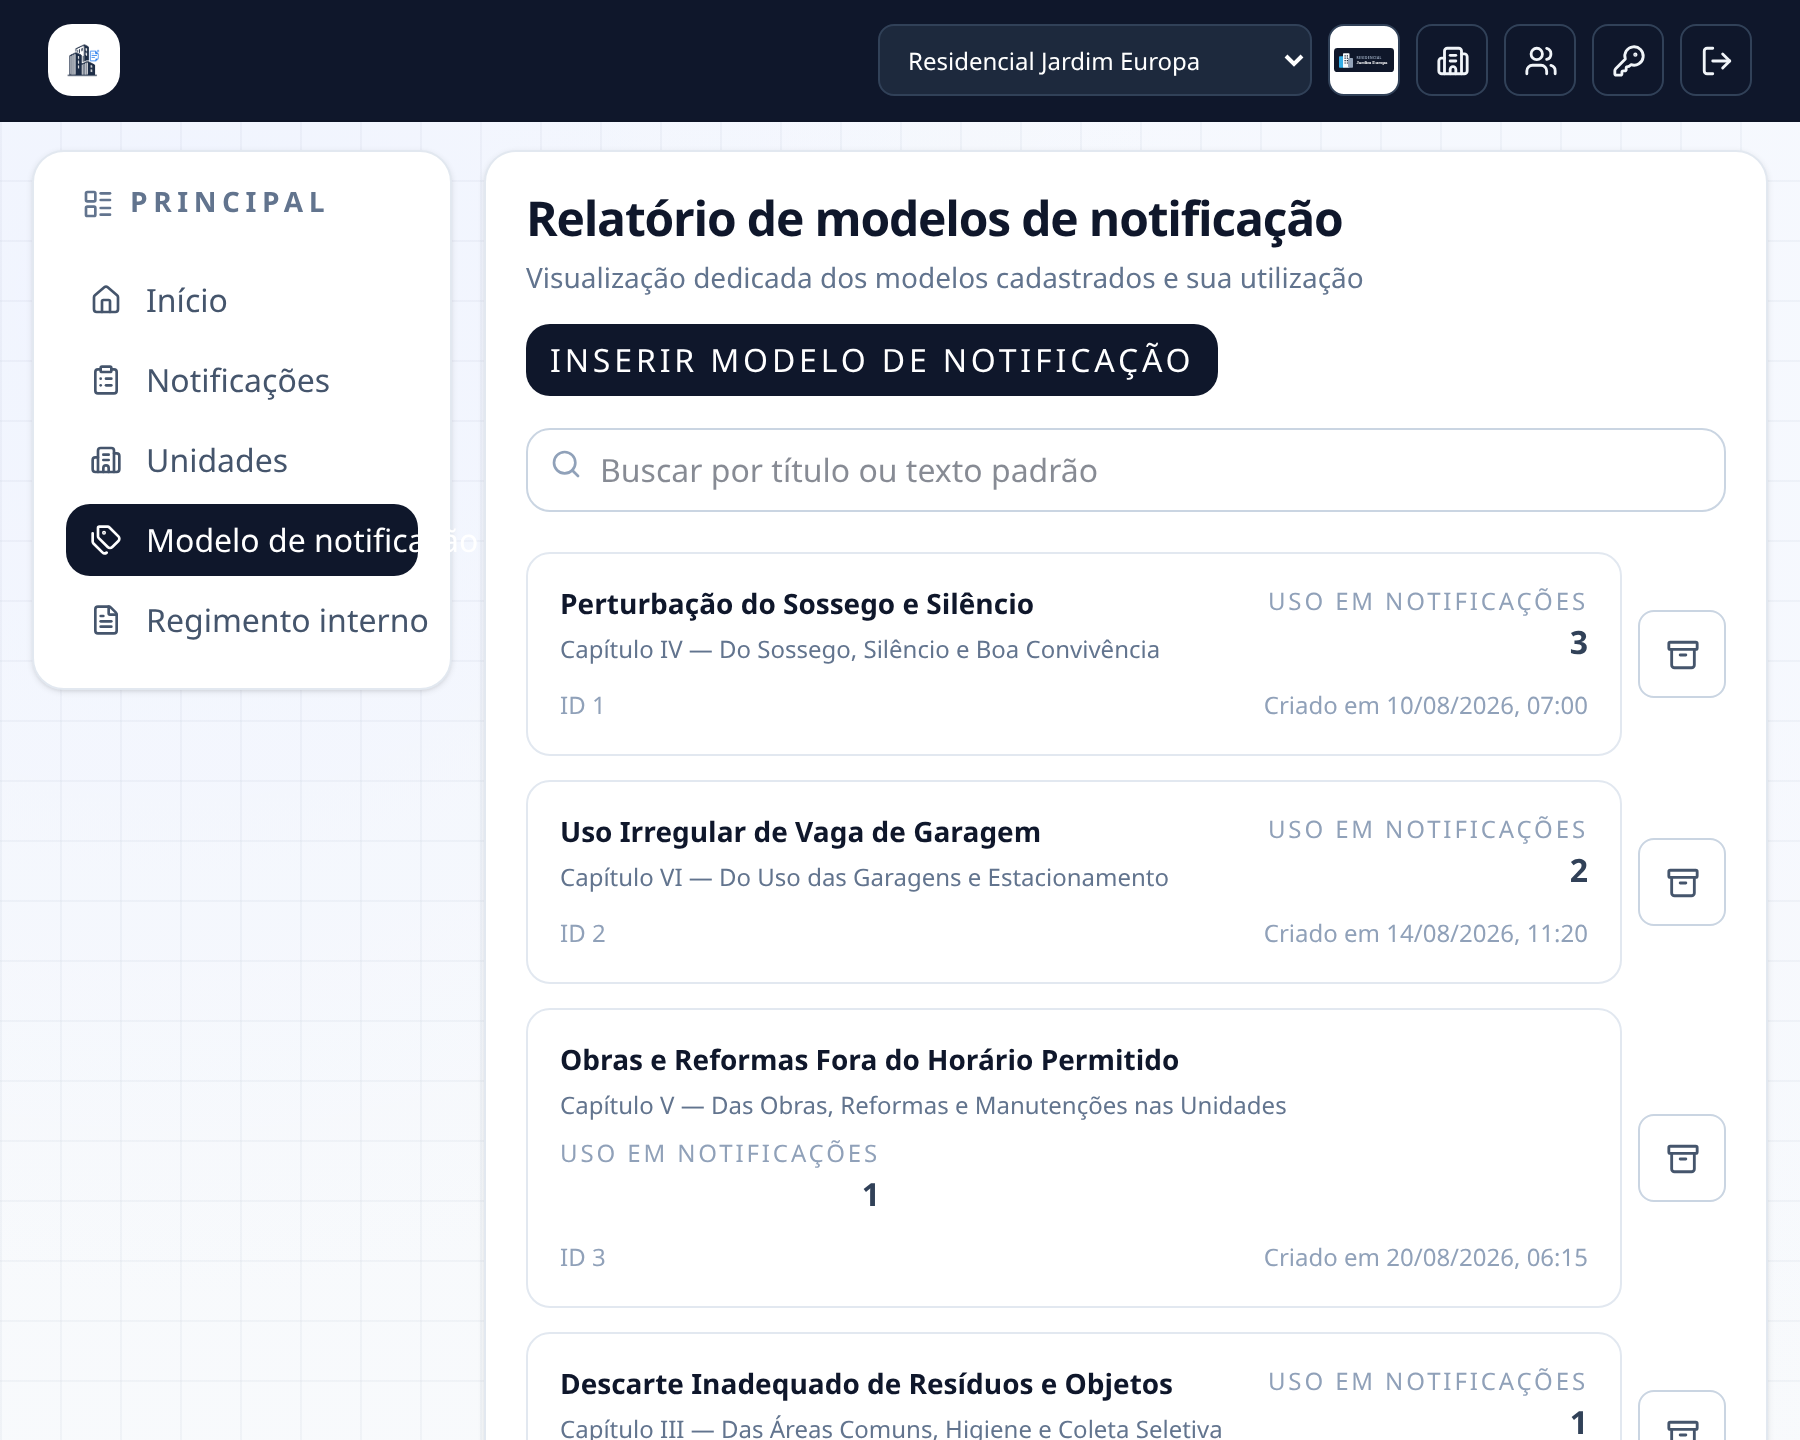 Residencial Jardim Europa
PRINCIPAL
Início
Notificações
Unidades
Modelo de notificação
Regimento interno
Relatório de modelos de notificação
Visualização dedicada dos modelos cadastrados e sua utilização
INSERIR MODELO DE NOTIFICAÇÃO
Buscar por título ou texto padrão
Perturbação do Sossego e Silêncio
USO EM NOTIFICAÇÕES
Capítulo IV — Do Sossego, Silêncio e Boa Convivência
3
ID 1
Criado em 10/08/2026, 07:00
Uso Irregular de Vaga de Garagem
USO EM NOTIFICAÇÕES
Capítulo VI — Do Uso das Garagens e Estacionamento
2
ID 2
Criado em 14/08/2026, 11:20
Obras e Reformas Fora do Horário Permitido
Capítulo V — Das Obras, Reformas e Manutenções nas Unidades
USO EM NOTIFICAÇÕES
1
ID 3
Criado em 20/08/2026, 06:15
Descarte Inadequado de Resíduos e Objetos
USO EM NOTIFICAÇÕES
Capítulo III — Das Áreas Comuns, Higiene e Coleta Seletiva
1